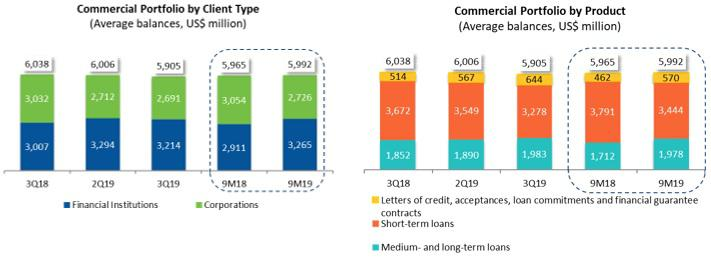 Commercial Portfolio by Client Type
(Average balances, US$ million)
6,038 6,006 5,905 5,965 5,992
3,032 2,712 2,691 3,054 2,726
3,007 3,294 3,214 2,911 3,265
3Q18 2Q19 3Q19 9M18 9M19
Financial Institutions Corporations
Commercial Portfolio by Product
(Average balances, US$ million)
6,038 6,006 5,905 5,965 5,992
514 567 644 462 570
3,672 3,549 3,278 3,791 3,444
1,852 1,890 1,983 1,712 1,978
3Q18 2Q19 3Q19 9M18 9M19
Letters of credit, acceptances, loan commitments and financial guarantee
contracts
Short-term loans
Medium- and long-term loans